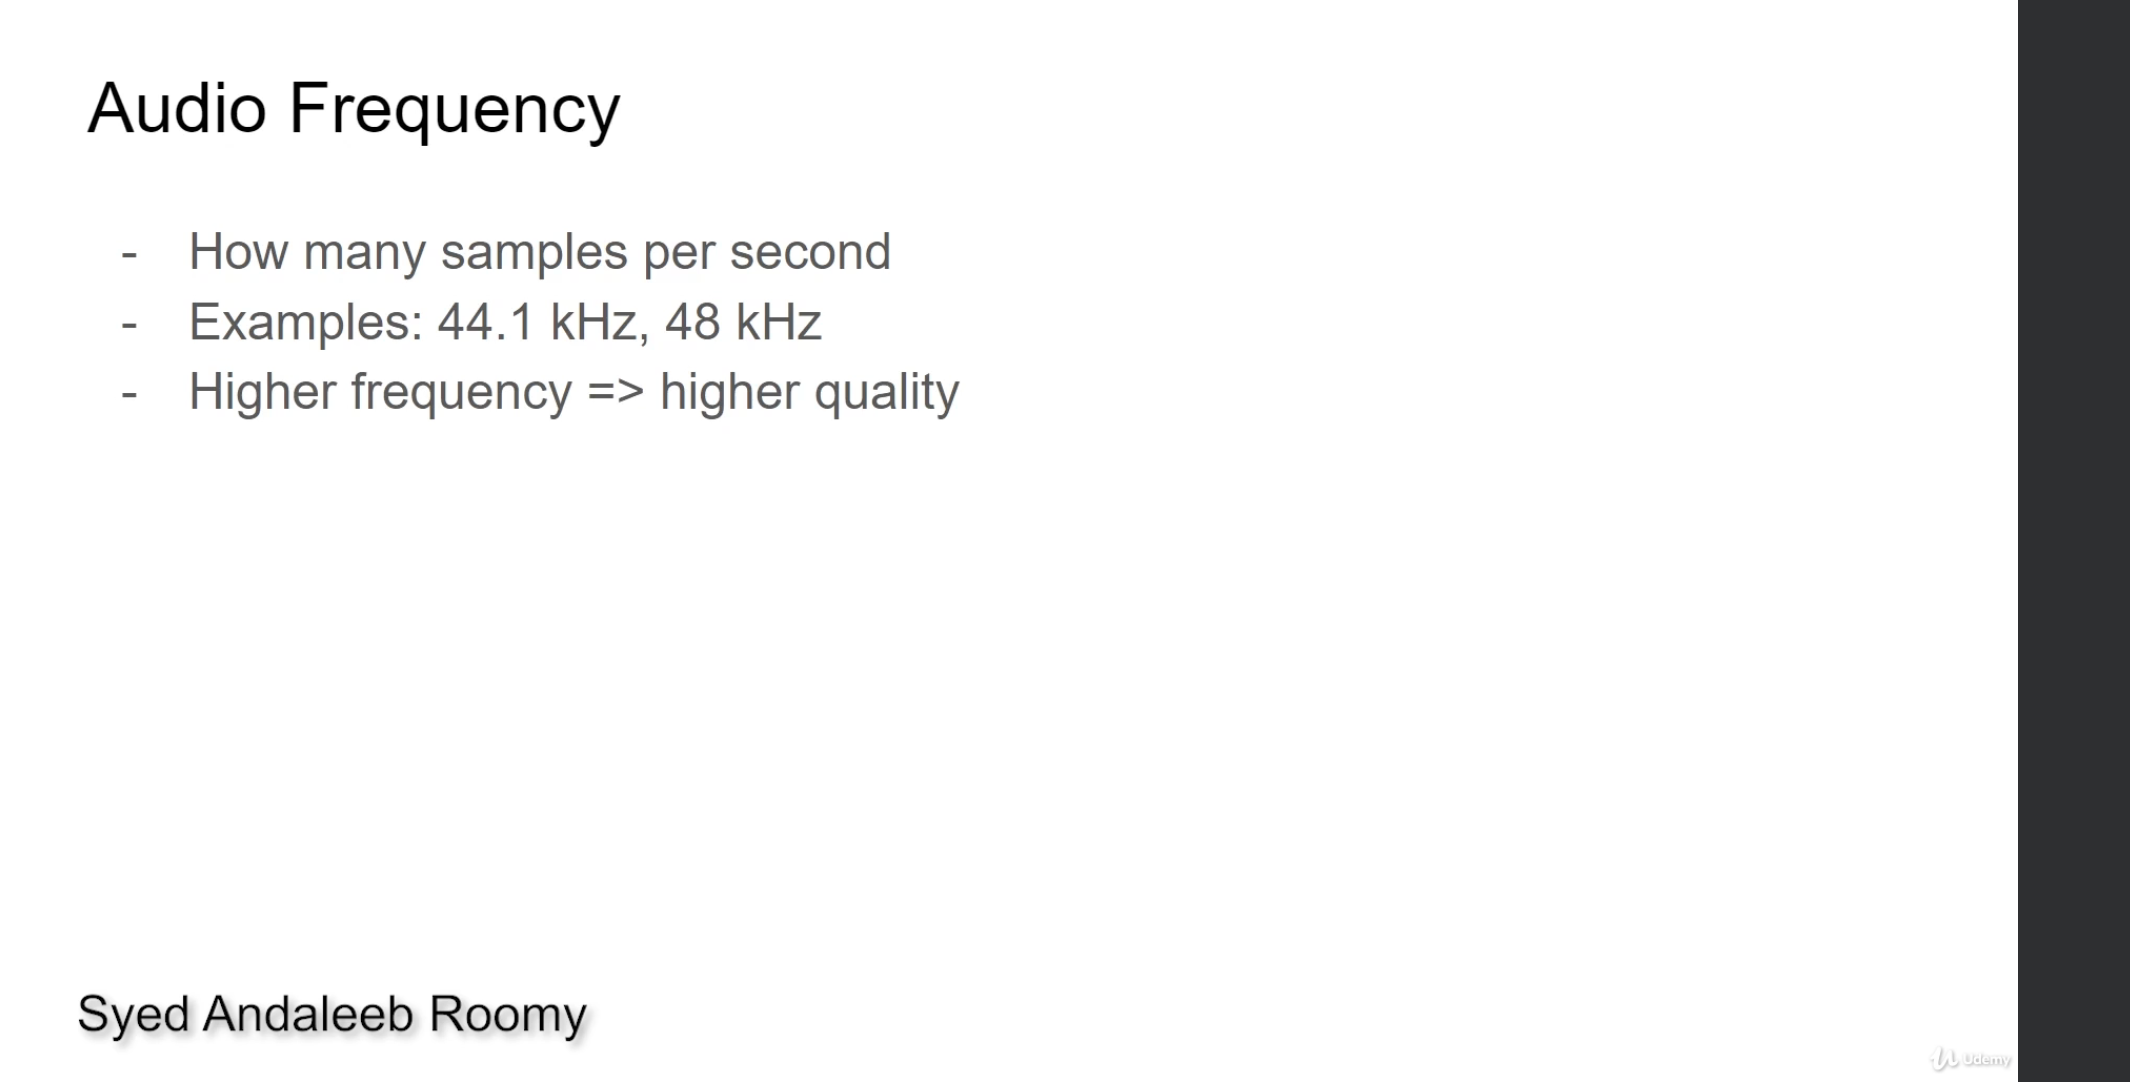 Audio Frequency
- How many samples per second
- Examples: 44.1 kHz, 48 kHz
- Higher frequency => higher quality
Syed Andaleeb Roomy
Udemy